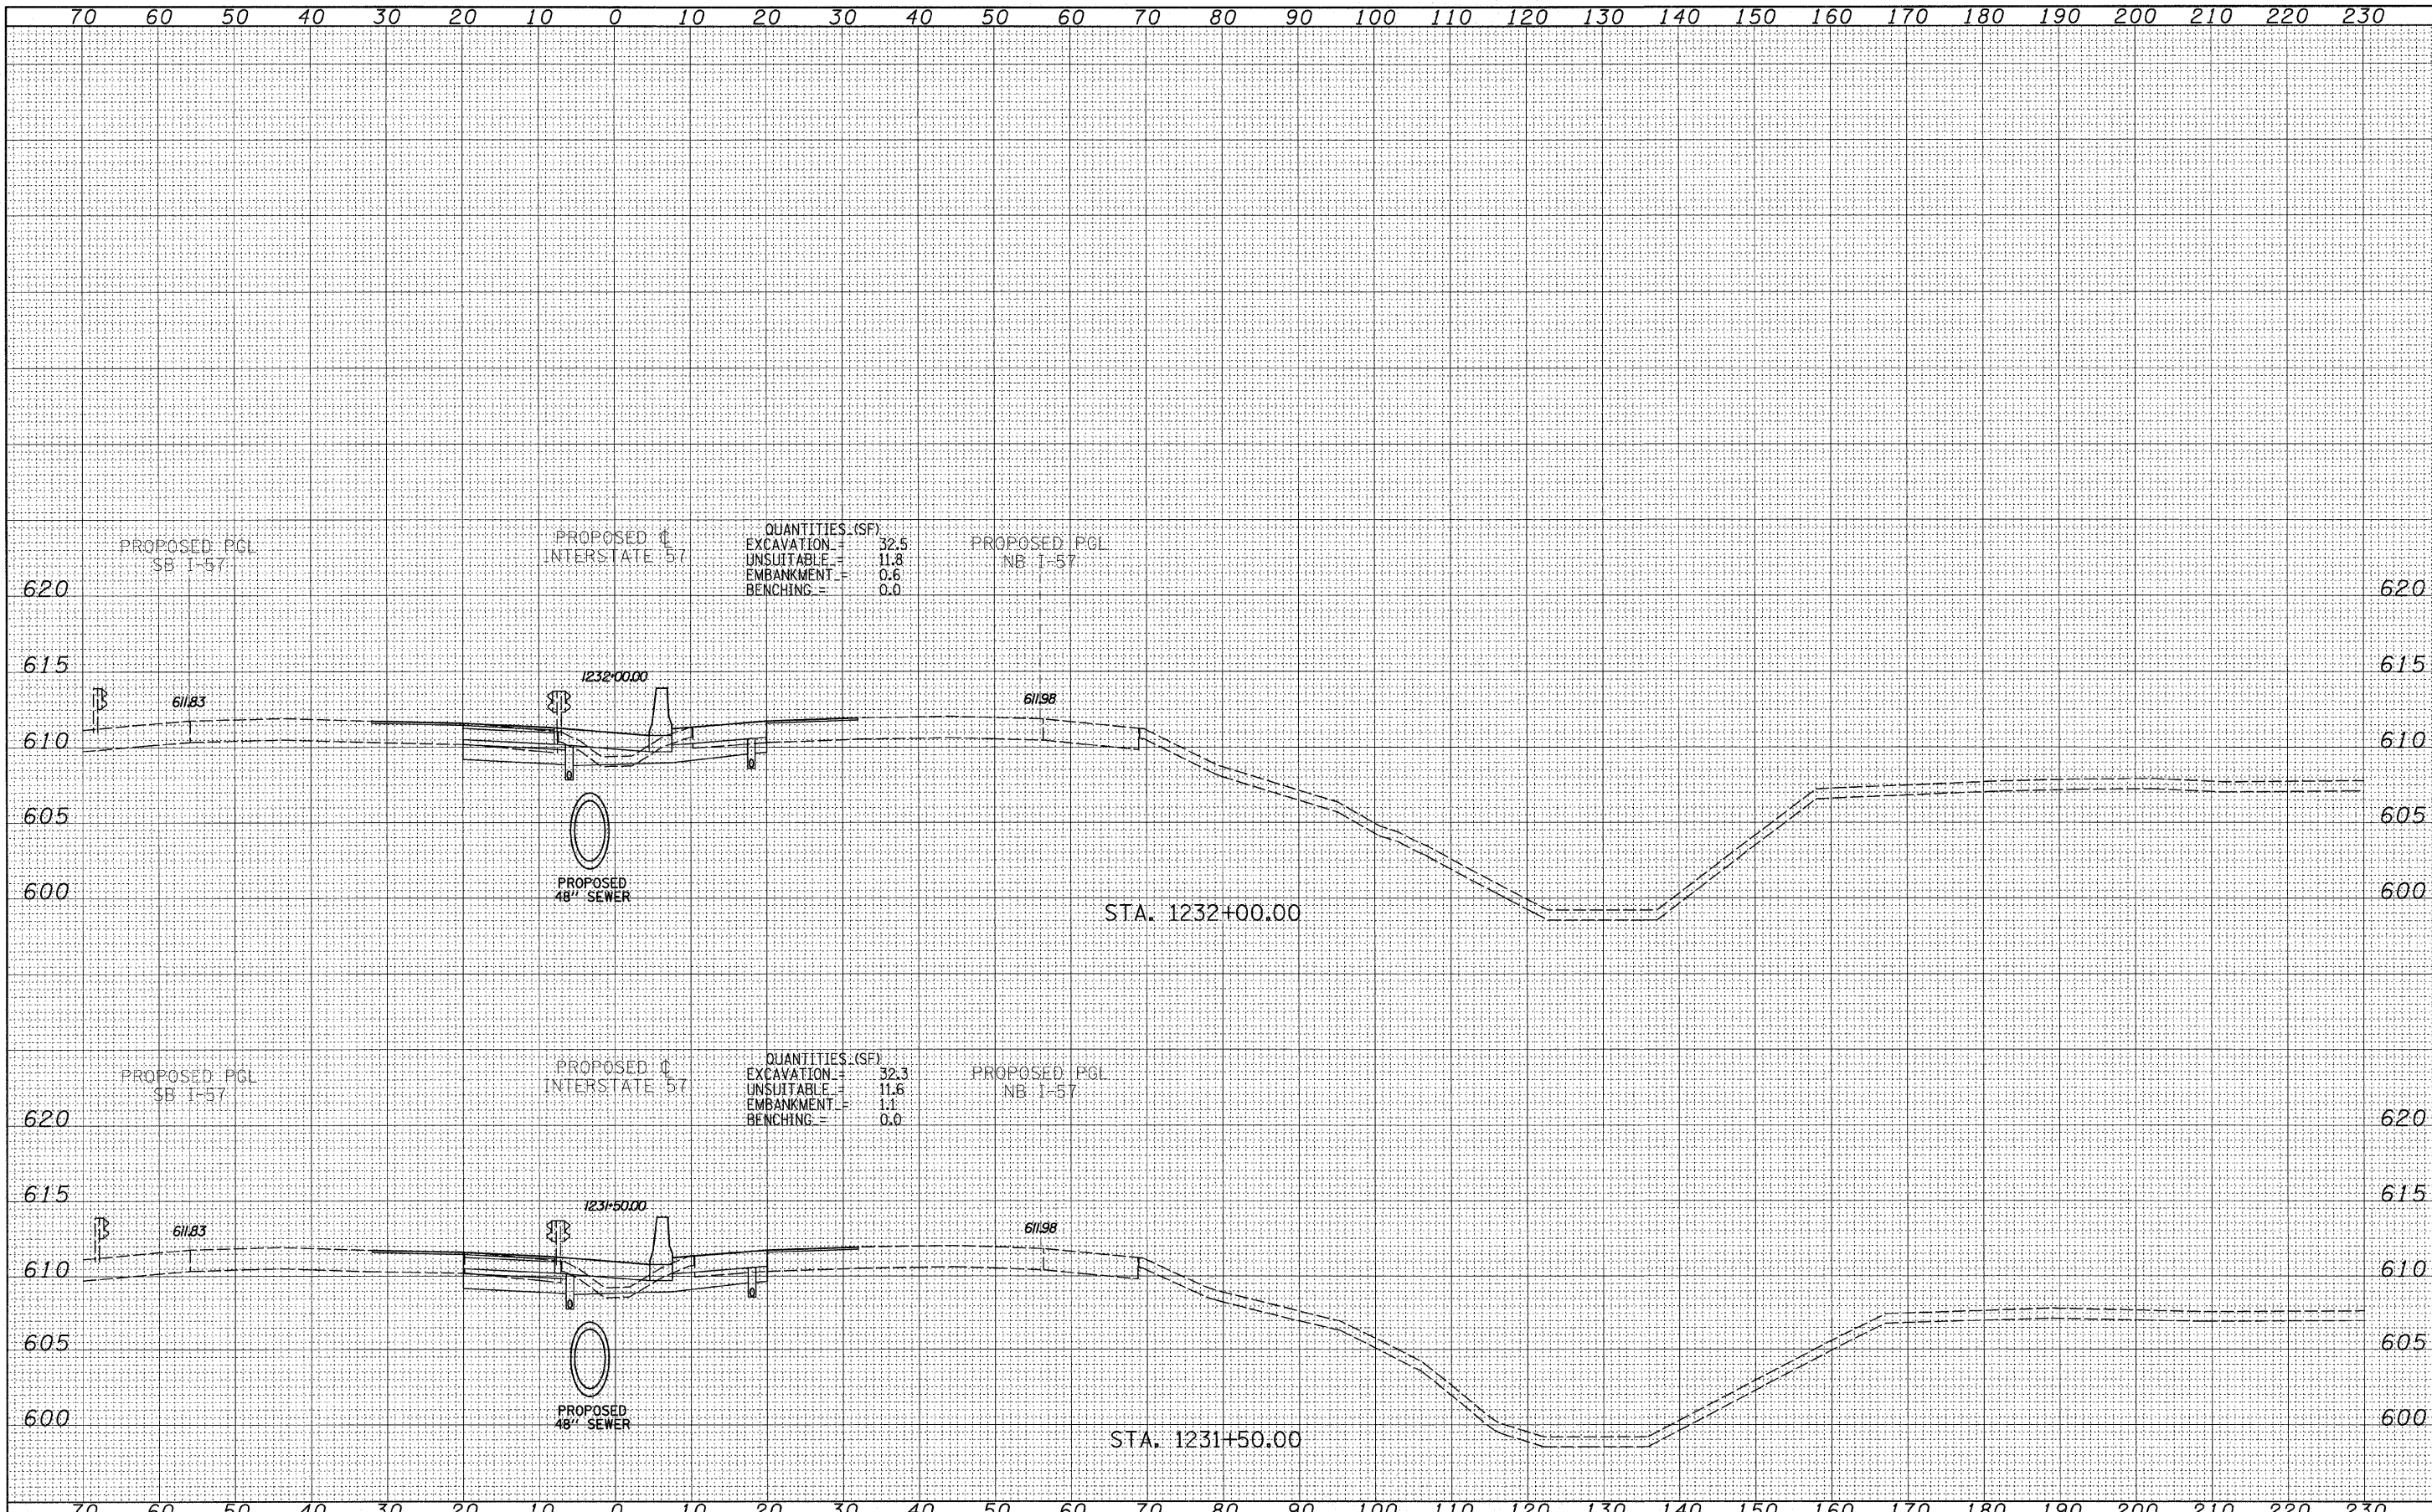 70 60 50 40 30 20 10 0 10 20 30 40 50 60 70 80 90 100 110 120 130 140 150 160 170 180 190 200 210 220 230
PROPOSED PGL
SB I-57
PROPOSED ℄
INTERSTATE 57
QUANTITIES (SF)
EXCAVATION = 32.5
UNSUITABLE = 11.8
EMBANKMENT = 0.6
BENCHING = 0.0
PROPOSED PGL
NB I-57
620 620
615 615
1232+00.00
611.83 611.98
610 610
605 605
PROPOSED
48" SEWER
600 600
STA. 1232+00.00
PROPOSED PGL
SB I-57
PROPOSED ℄
INTERSTATE 57
QUANTITIES (SF)
EXCAVATION = 32.3
UNSUITABLE = 11.6
EMBANKMENT = 1.1
BENCHING = 0.0
PROPOSED PGL
NB I-57
620 620
615 615
1231+50.00
611.83 611.98
610 610
605 605
PROPOSED
48" SEWER
600 600
STA. 1231+50.00
70 60 50 40 30 20 10 0 10 20 30 40 50 60 70 80 90 100 110 120 130 140 150 160 170 180 190 200 210 220 230